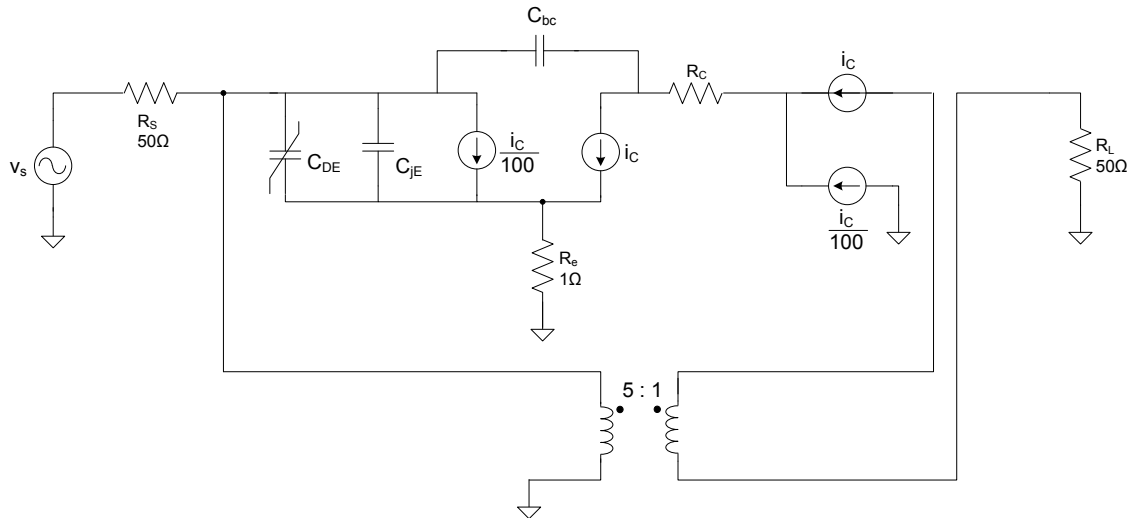 C_bc
R_S
50Ω
R_C
i_C
v_s
C_DE
C_jE
i_C
100
i_C
R_L
50Ω
i_C
100
R_e
1Ω
5 : 1